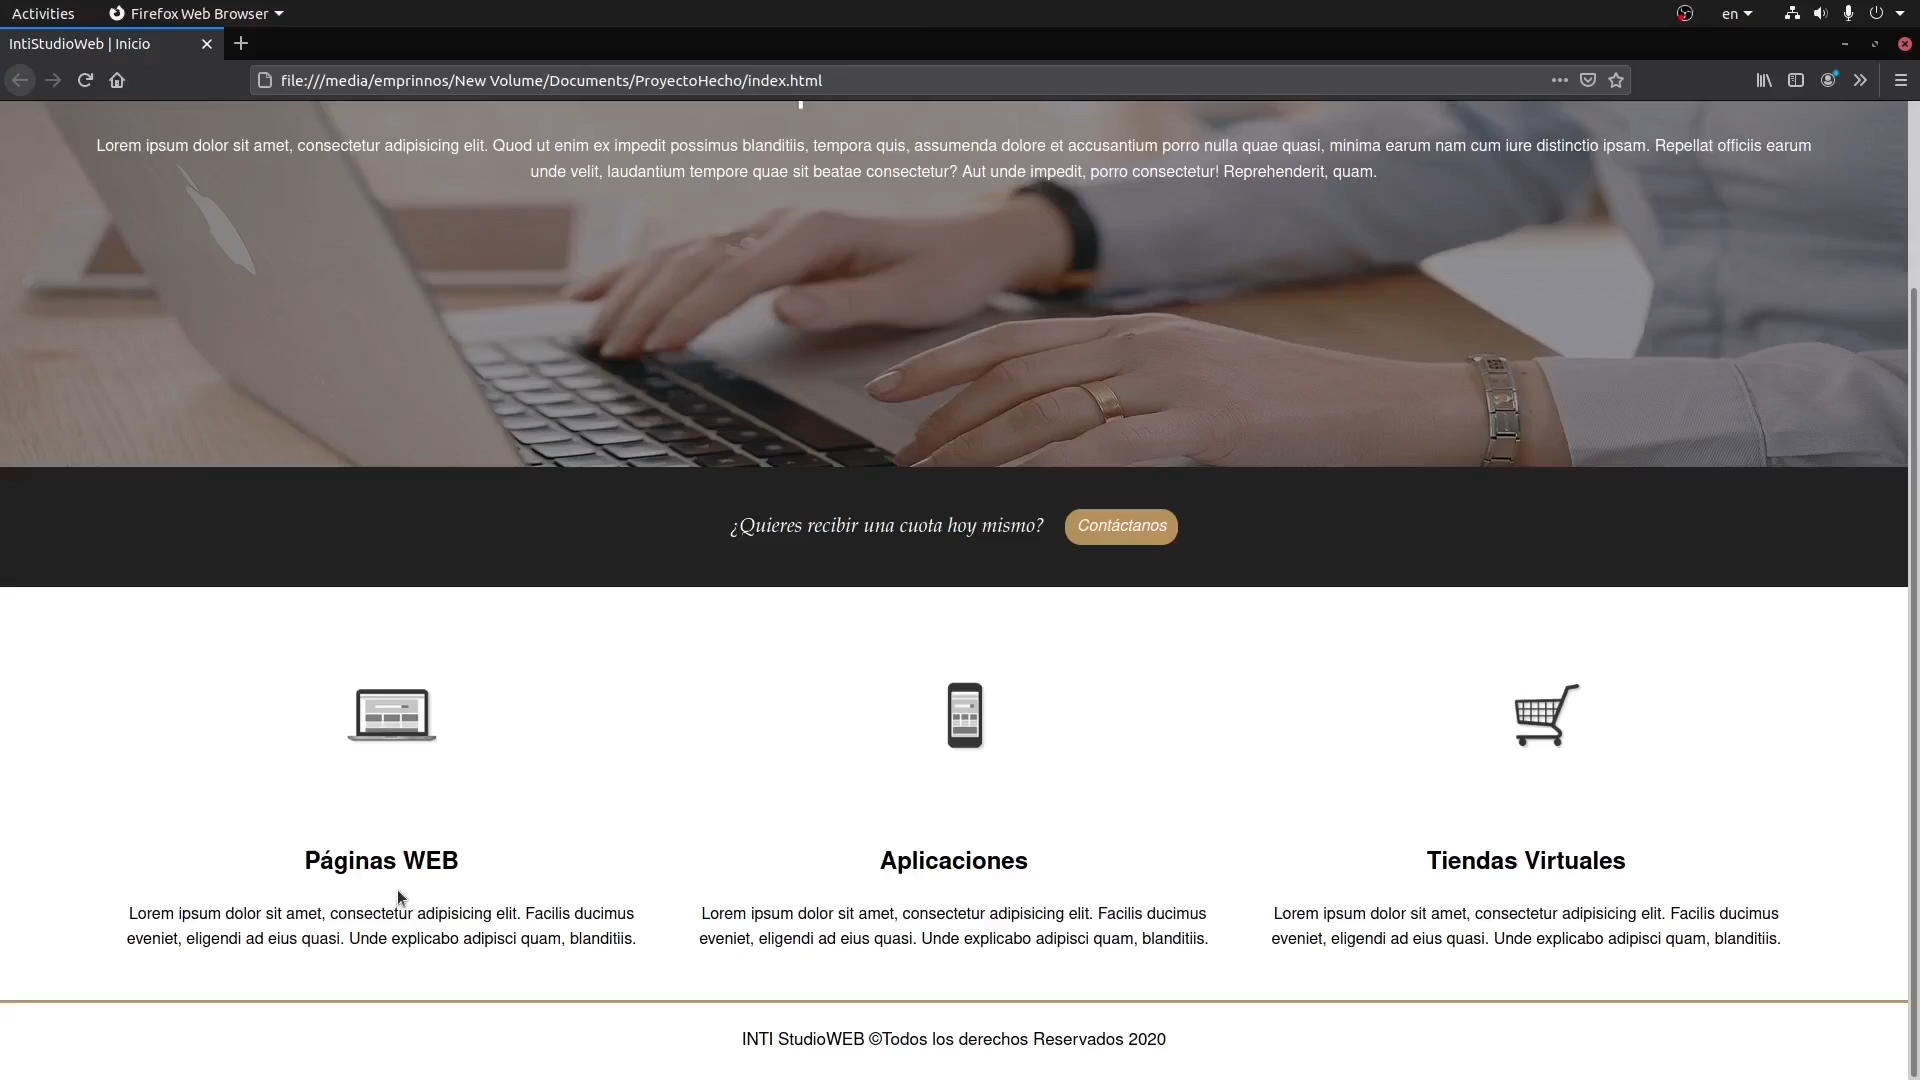 Activities
Firefox Web Browser
en
IntiStudioWeb | Inicio
file:///media/emprinnos/New Volume/Documents/ProyectoHecho/index.html
Lorem ipsum dolor sit amet, consectetur adipisicing elit. Quod ut enim ex impedit possimus blanditiis, tempora quis, assumenda dolore et accusantium porro nulla quae quasi, minima earum nam cum iure distinctio ipsam. Repellat officiis earum
unde velit, laudantium tempore quae sit beatae consectetur? Aut unde impedit, porro consectetur! Reprehenderit, quam.
¿Quieres recibir una cuota hoy mismo?
Contáctanos
Páginas WEB
Lorem ipsum dolor sit amet, consectetur adipisicing elit. Facilis ducimus
eveniet, eligendi ad eius quasi. Unde explicabo adipisci quam, blanditiis.
Aplicaciones
Lorem ipsum dolor sit amet, consectetur adipisicing elit. Facilis ducimus
eveniet, eligendi ad eius quasi. Unde explicabo adipisci quam, blanditiis.
Tiendas Virtuales
Lorem ipsum dolor sit amet, consectetur adipisicing elit. Facilis ducimus
eveniet, eligendi ad eius quasi. Unde explicabo adipisci quam, blanditiis.
INTI StudioWEB ©Todos los derechos Reservados 2020